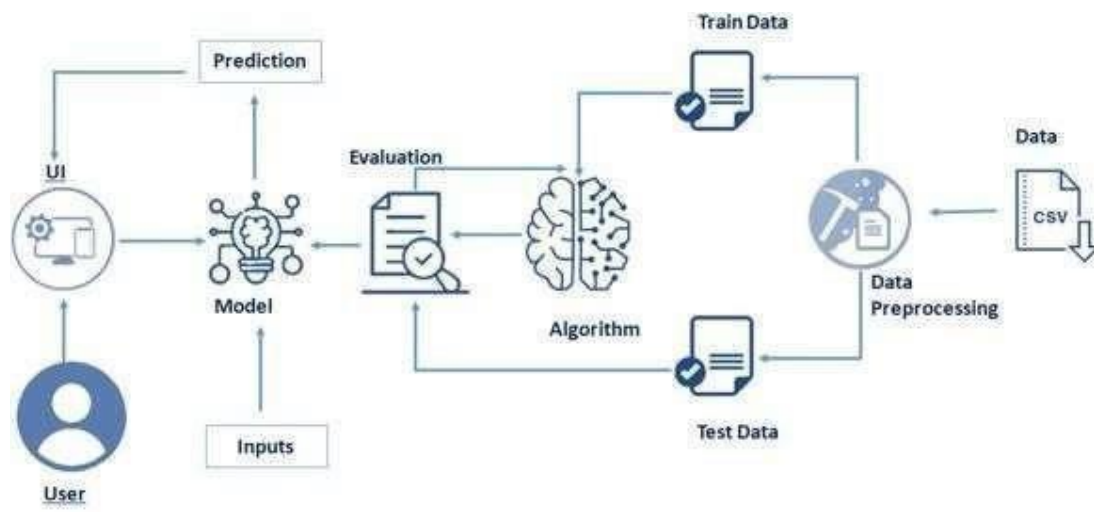 Train Data
Prediction
Data
Evaluation
UI
CSV
Model
Data
Preprocessing
Algorithm
Inputs
Test Data
User